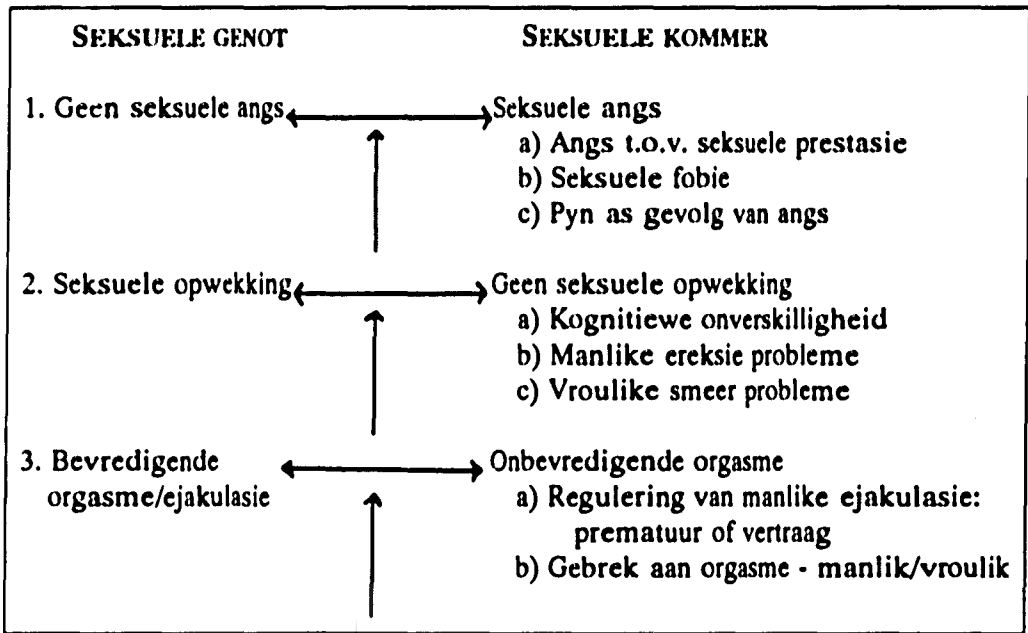 SEKSUELE GENOT SEKSUELE KOMMER
1. Geen seksuele angs Seksuele angs
a) Angs t.o.v. seksuele prestasie
b) Seksuele fobie
c) Pyn as gevolg van angs
2. Seksuele opwekking Geen seksuele opwekking
a) Kognitiewe onverskilligheid
b) Manlike ereksie probleme
c) Vroulike smeer probleme
3. Bevredigende Onbevredigende orgasme
orgasme/ejakulasie a) Regulering van manlike ejakulasie:
prematuur of vertraag
b) Gebrek aan orgasme - manlik/vroulik